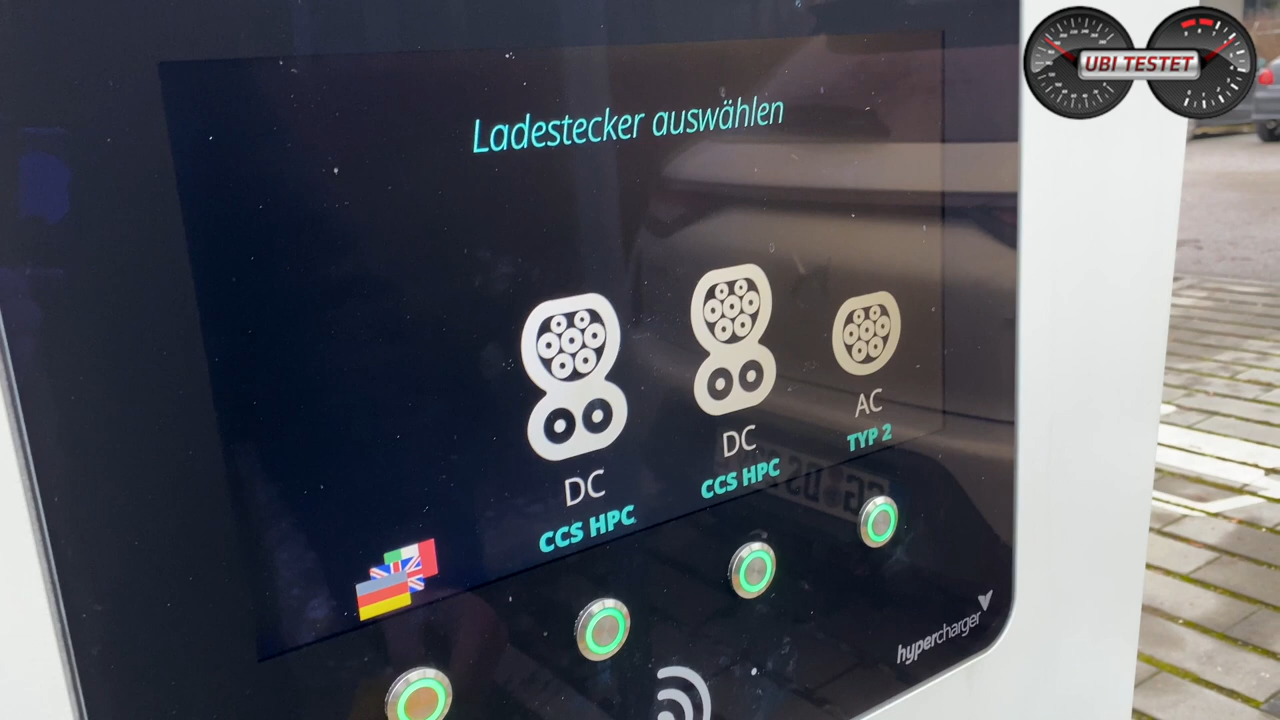 UBI TESTET
Ladestecker auswählen
DC
CCS HPC
DC
CCS HPC
AC
TYP 2
hypercharger